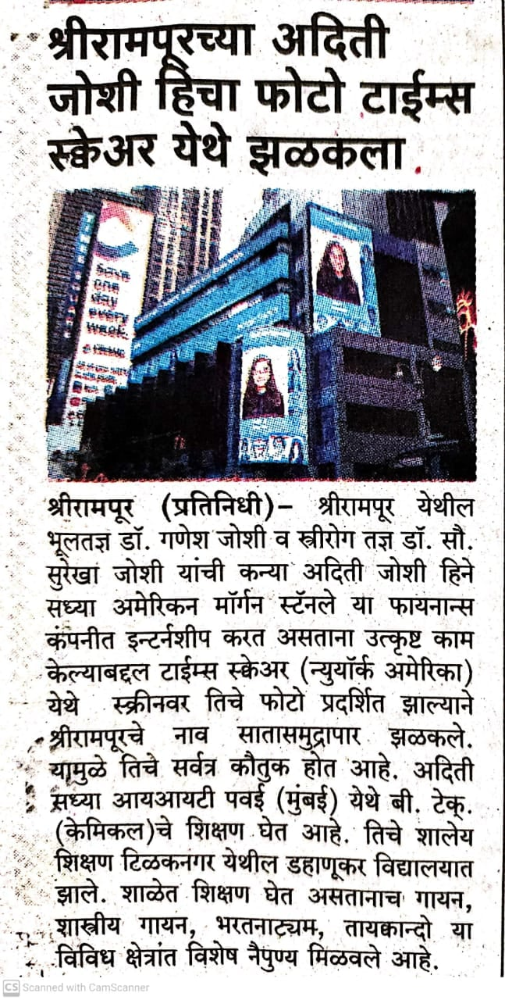 श्रीरामपूरच्या अदिती
जोशी हिचा फोटो टाईम्स
स्क्वेअर येथे झळकला
Save
one
day
every
week.
श्रीरामपूर (प्रतिनिधी)– श्रीरामपूर येथील
भूलतज्ञ डॉ. गणेश जोशी व स्त्रीरोग तज्ञ डॉ. सौ.
सुरेखा जोशी यांची कन्या अदिती जोशी हिने
सध्या अमेरिकन मॉर्गन स्टॅनले या फायनान्स
कंपनीत इन्टर्नशीप करत असताना उत्कृष्ट काम
केल्याबद्दल टाईम्स स्क्वेअर (न्युयॉर्क अमेरिका)
येथे स्क्रीनवर तिचे फोटो प्रदर्शित झाल्याने
श्रीरामपूरचे नाव सातासमुद्रापार झळकले.
यामुळे तिचे सर्वत्र कौतुक होत आहे. अदिती
सध्या आयआयटी पवई (मुंबई) येथे बी. टेक्.
(केमिकल)चे शिक्षण घेत आहे. तिचे शालेय
शिक्षण टिळकनगर येथील डहाणूकर विद्यालयात
झाले. शाळेत शिक्षण घेत असतानाच गायन,
शास्त्रीय गायन, भरतनाट्यम, तायक्वान्दो या
विविध क्षेत्रांत विशेष नैपुण्य मिळवले आहे.
CS Scanned with CamScanner